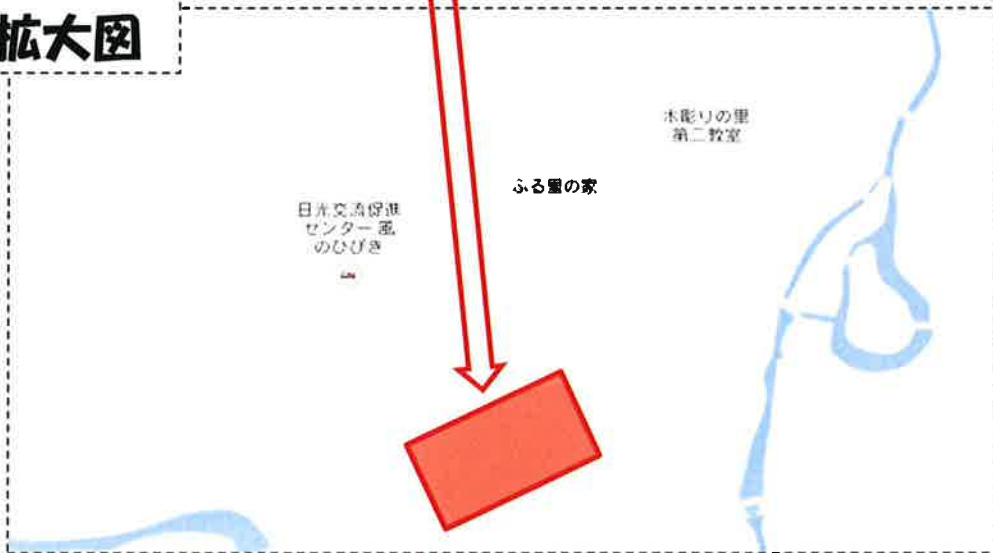 拡大図
木彫りの里
第二教室
ふる里の家
日光交流促進
センター 風
のひびき